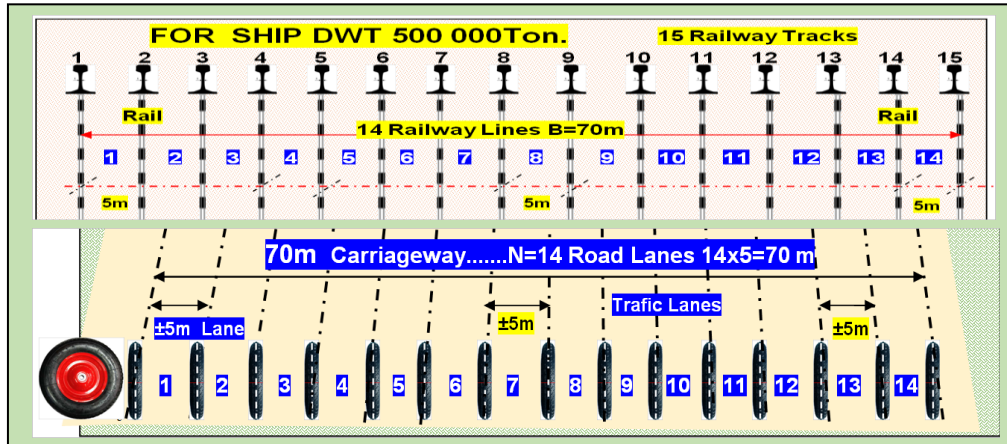 FOR SHIP DWT 500 000Ton. 15 Railway Tracks
1 2 3 4 5 6 7 8 9 10 11 12 13 14 15
Rail Rail
14 Railway Lines B=70m
1 2 3 4 5 6 7 8 9 10 11 12 13 14
5m 5m 5m
70m Carriageway.......N=14 Road Lanes 14x5=70 m
±5m Lane ±5m Trafic Lanes ±5m
1 2 3 4 5 6 7 8 9 10 11 12 13 14